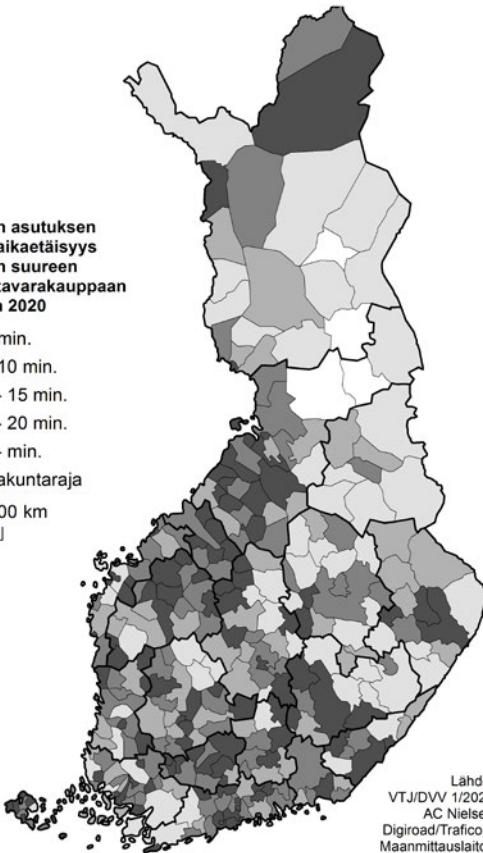 n asutuksen
aikaetäisyys
n suureen
tavarakauppaan
n 2020
min.
10 min.
- 15 min.
- 20 min.
- min.
akuntaraja
00 km
Lähde
VTJ/DVV 1/202
AC Nielse
Digiroad/Trafico
Maanmittauslaito